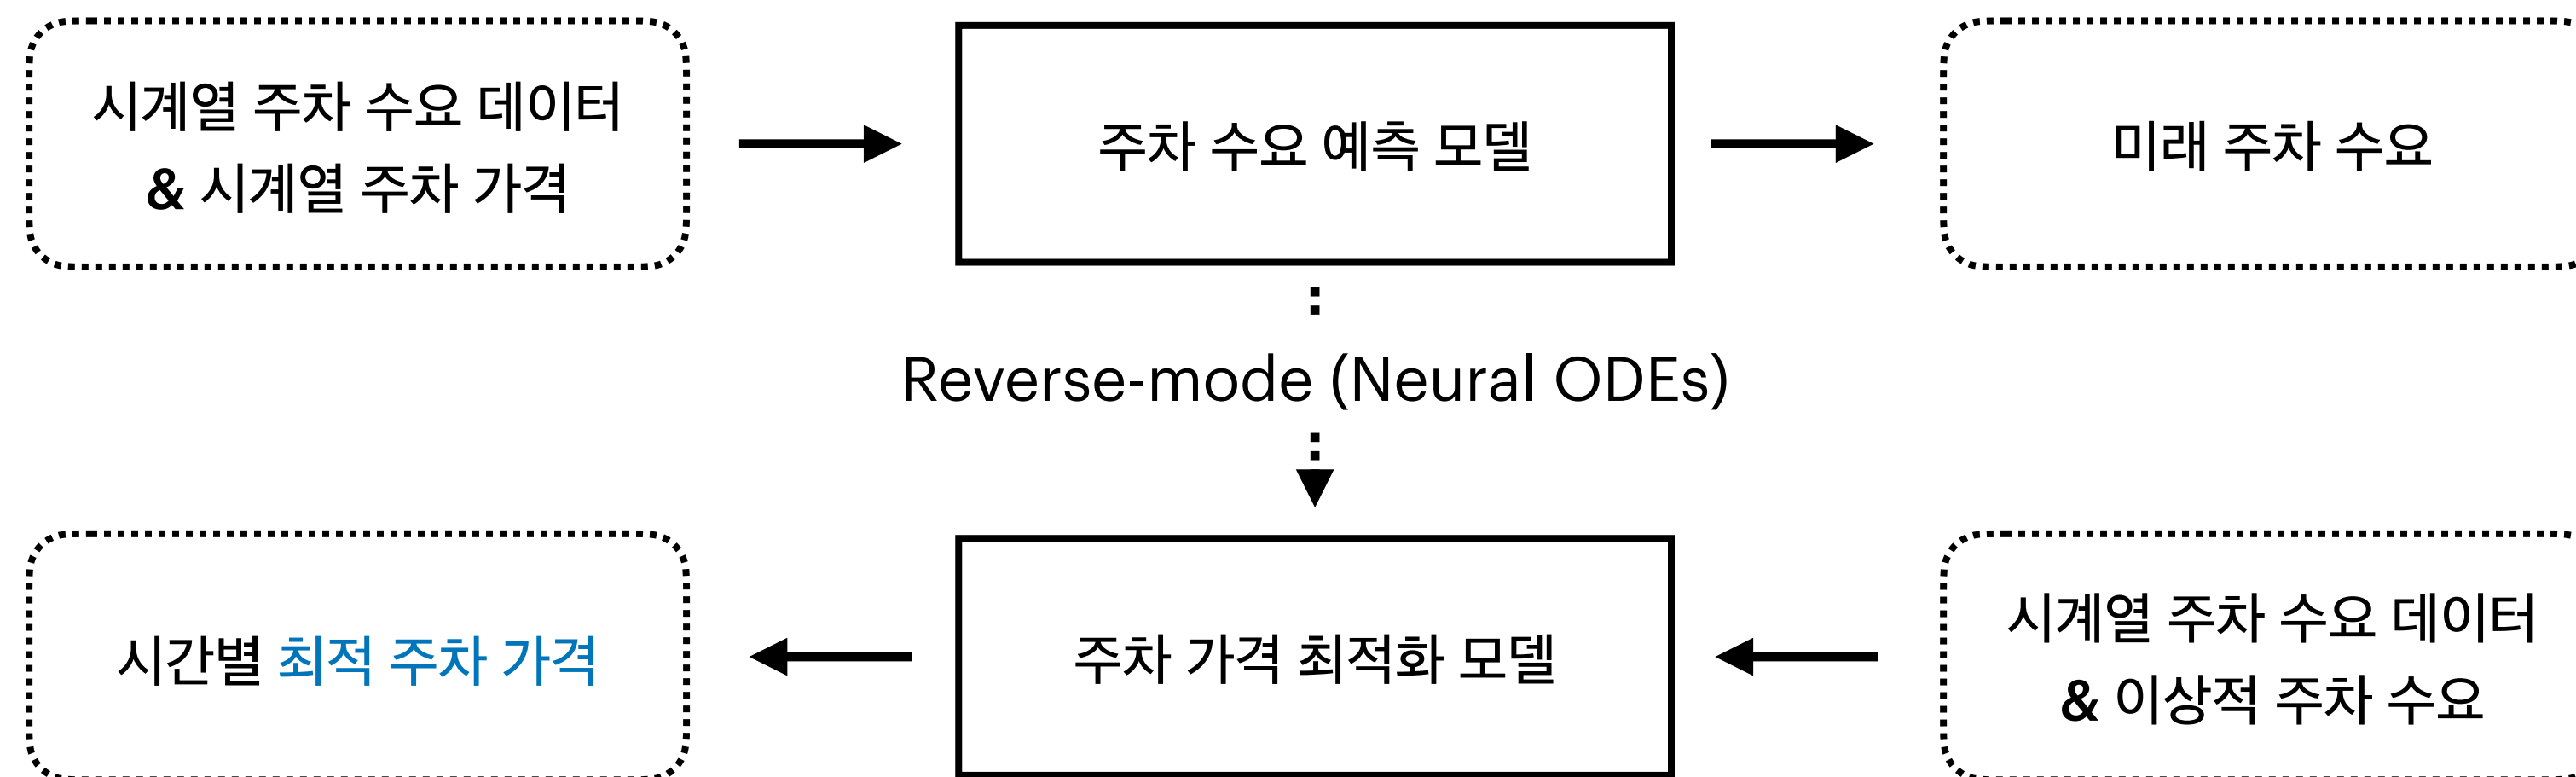 시계열 주차 수요 데이터
& 시계열 주차 가격
주차 수요 예측 모델
미래 주차 수요
Reverse-mode (Neural ODEs)
시간별 최적 주차 가격
주차 가격 최적화 모델
시계열 주차 수요 데이터
& 이상적 주차 수요